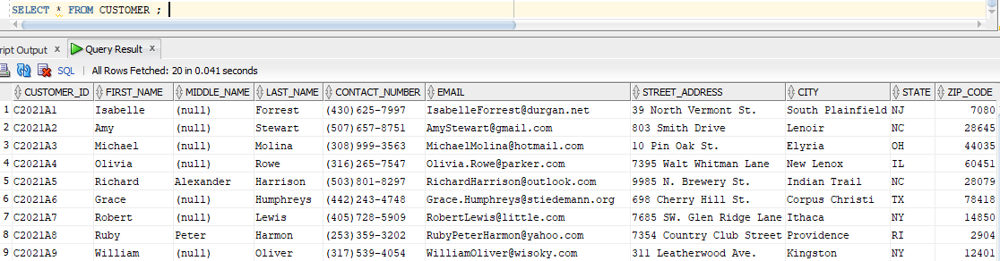 SELECT * FROM CUSTOMER ;
ript Output x Query Result x
SQL | All Rows Fetched: 20 in 0.041 seconds
CUSTOMER_ID FIRST_NAME MIDDLE_NAME LAST_NAME CONTACT_NUMBER EMAIL STREET_ADDRESS CITY STATE ZIP_CODE
1 C2021A1 Isabelle (null) Forrest (430)625-7997 IsabelleForrest@durgan.net 39 North Vermont St. South Plainfield NJ 7080
2 C2021A2 Amy (null) Stewart (507)657-8751 AmyStewart@gmail.com 803 Smith Drive Lenoir NC 28645
3 C2021A3 Michael (null) Molina (308)999-3563 MichaelMolina@hotmail.com 10 Pin Oak St. Elyria OH 44035
4 C2021A4 Olivia (null) Rowe (316)265-7547 Olivia.Rowe@parker.com 7395 Walt Whitman Lane New Lenox IL 60451
5 C2021A5 Richard Alexander Harrison (503)801-8297 RichardHarrison@outlook.com 9985 N. Brewery St. Indian Trail NC 28079
6 C2021A6 Grace (null) Humphreys (442)243-4748 Grace.Humphreys@stiedemann.org 698 Cherry Hill St. Corpus Christi TX 78418
7 C2021A7 Robert (null) Lewis (405)728-5909 RobertLewis@little.com 7685 SW. Glen Ridge Lane Ithaca NY 14850
8 C2021A8 Ruby Peter Harmon (253)359-3202 RubyPeterHarmon@yahoo.com 7354 Country Club Street Providence RI 2904
9 C2021A9 William (null) Oliver (317)539-4054 WilliamOliver@wisoky.com 311 Leatherwood Ave. Kingston NY 12401